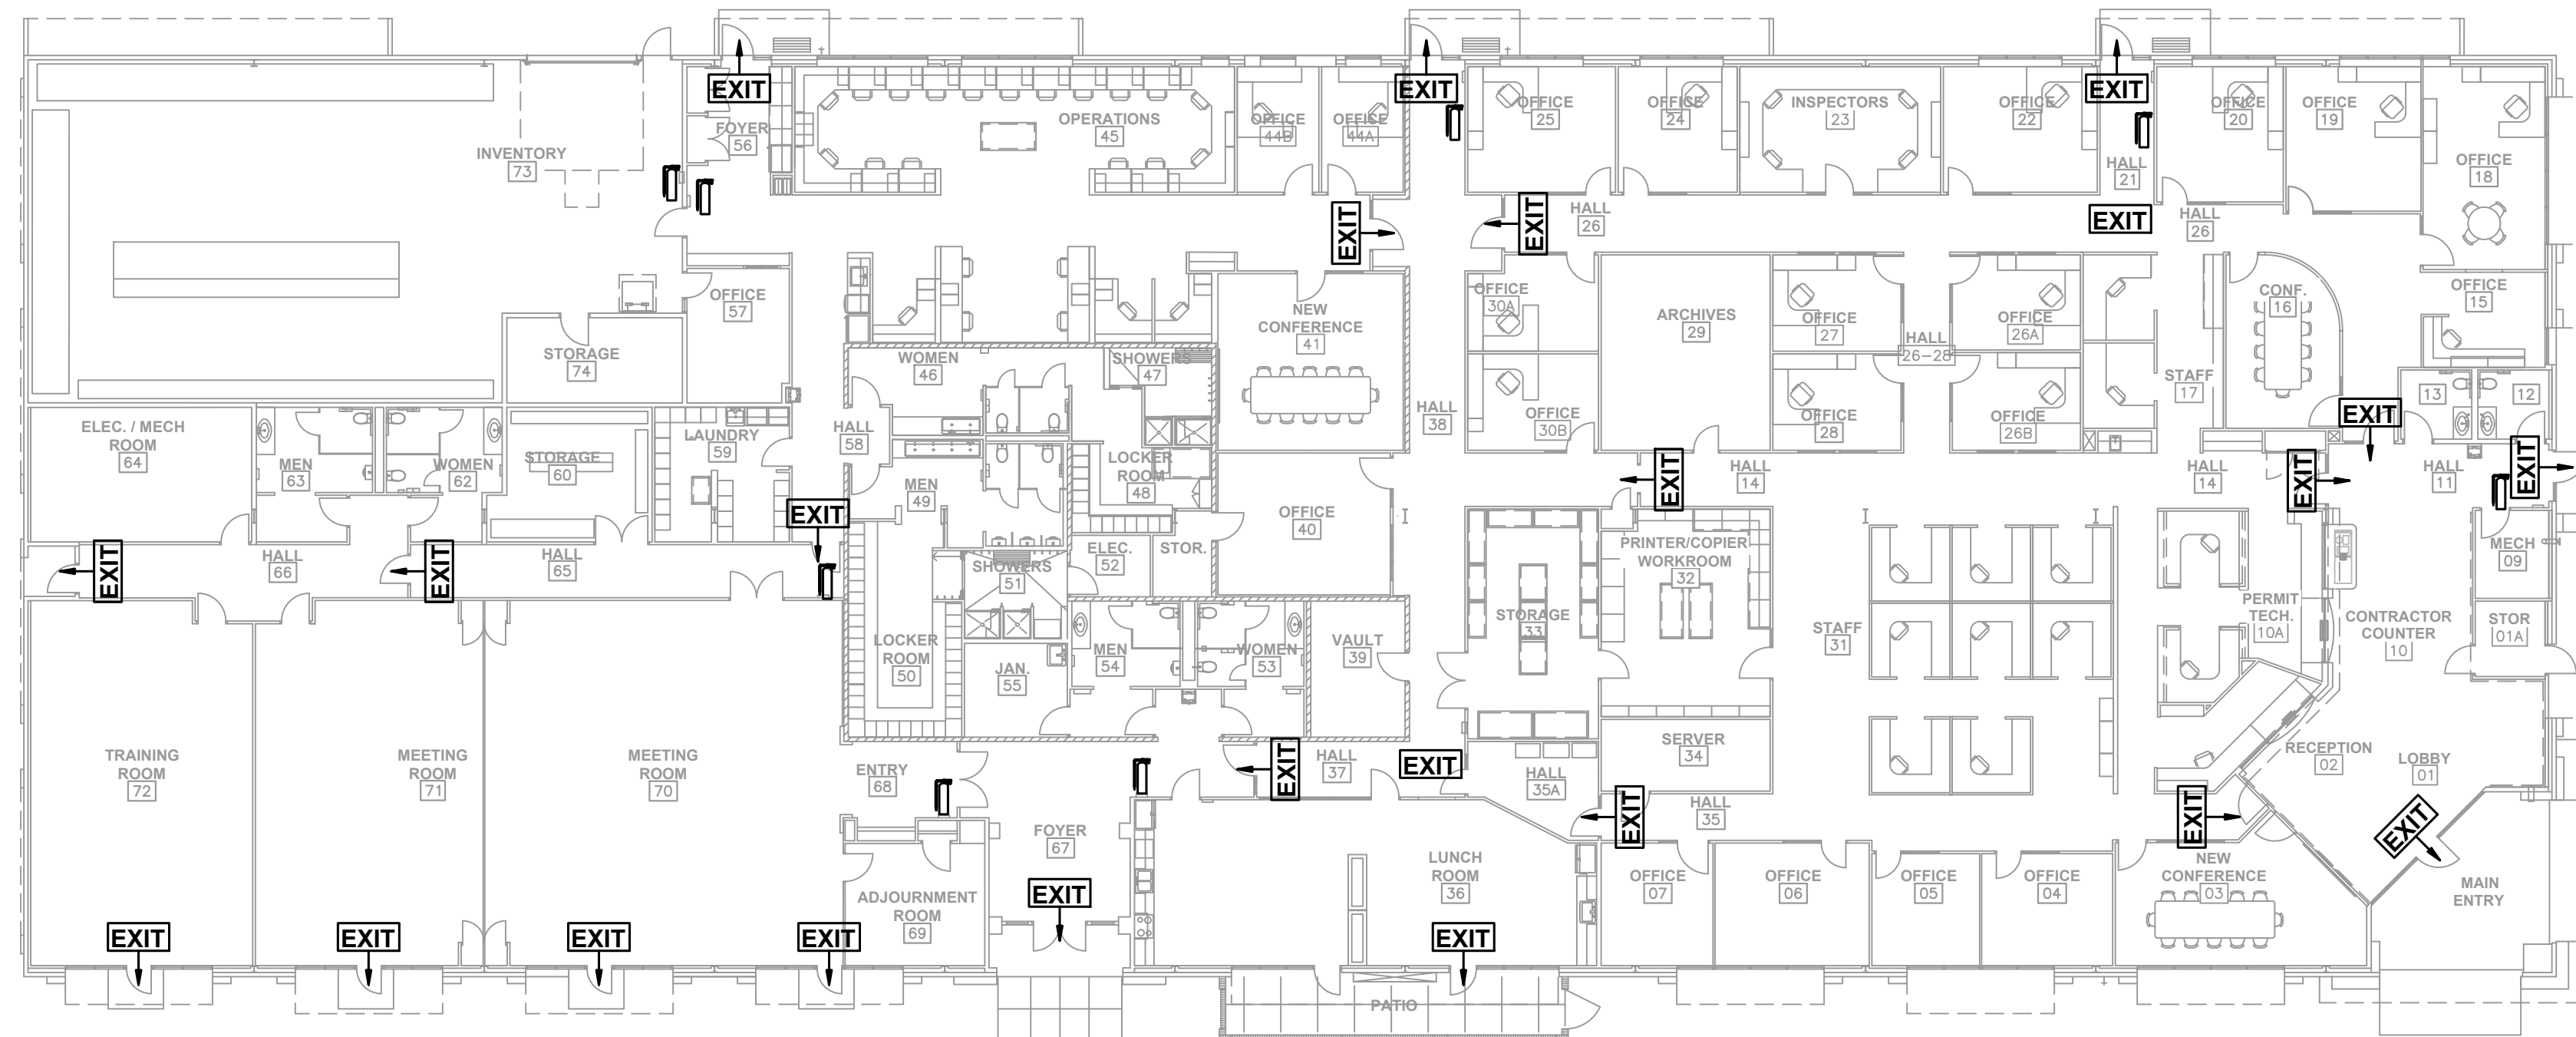 EXIT
EXIT
EXIT
FOYER
56
OPERATIONS
45
OFFICE
44B
OFFICE
44A
OFFICE
25
OFFICE
24
INSPECTORS
23
OFFICE
22
HALL
21
OFFICE
20
OFFICE
19
OFFICE
18
INVENTORY
73
EXIT
EXIT
HALL
26
EXIT
HALL
26
OFFICE
57
NEW
CONFERENCE
41
OFFICE
30A
ARCHIVES
29
OFFICE
27
HALL
26-28
OFFICE
26A
CONF.
16
OFFICE
15
STORAGE
74
WOMEN
46
SHOWERS
47
HALL
38
OFFICE
30B
OFFICE
28
OFFICE
26B
STAFF
17
EXIT
13
12
ELEC. / MECH
ROOM
64
MEN
63
WOMEN
62
STORAGE
60
LAUNDRY
59
HALL
58
MEN
49
LOCKER
ROOM
48
OFFICE
40
EXIT
HALL
14
HALL
14
EXIT
HALL
11
EXIT
EXIT
EXIT
HALL
66
EXIT
HALL
65
ELEC.
52
STOR.
SHOWERS
51
PRINTER/COPIER
WORKROOM
32
MECH
09
STORAGE
33
STAFF
31
PERMIT
TECH.
10A
CONTRACTOR
COUNTER
10
STOR
01A
LOCKER
ROOM
50
JAN.
55
MEN
54
WOMEN
53
VAULT
39
TRAINING
ROOM
72
MEETING
ROOM
71
MEETING
ROOM
70
ENTRY
68
EXIT
HALL
37
EXIT
HALL
35A
SERVER
34
RECEPTION
02
LOBBY
01
FOYER
67
EXIT
HALL
35
EXIT
EXIT
ADJOURNMENT
ROOM
69
EXIT
LUNCH
ROOM
36
OFFICE
07
OFFICE
06
OFFICE
05
OFFICE
04
NEW
CONFERENCE
03
MAIN
ENTRY
EXIT
EXIT
EXIT
EXIT
EXIT
PATIO